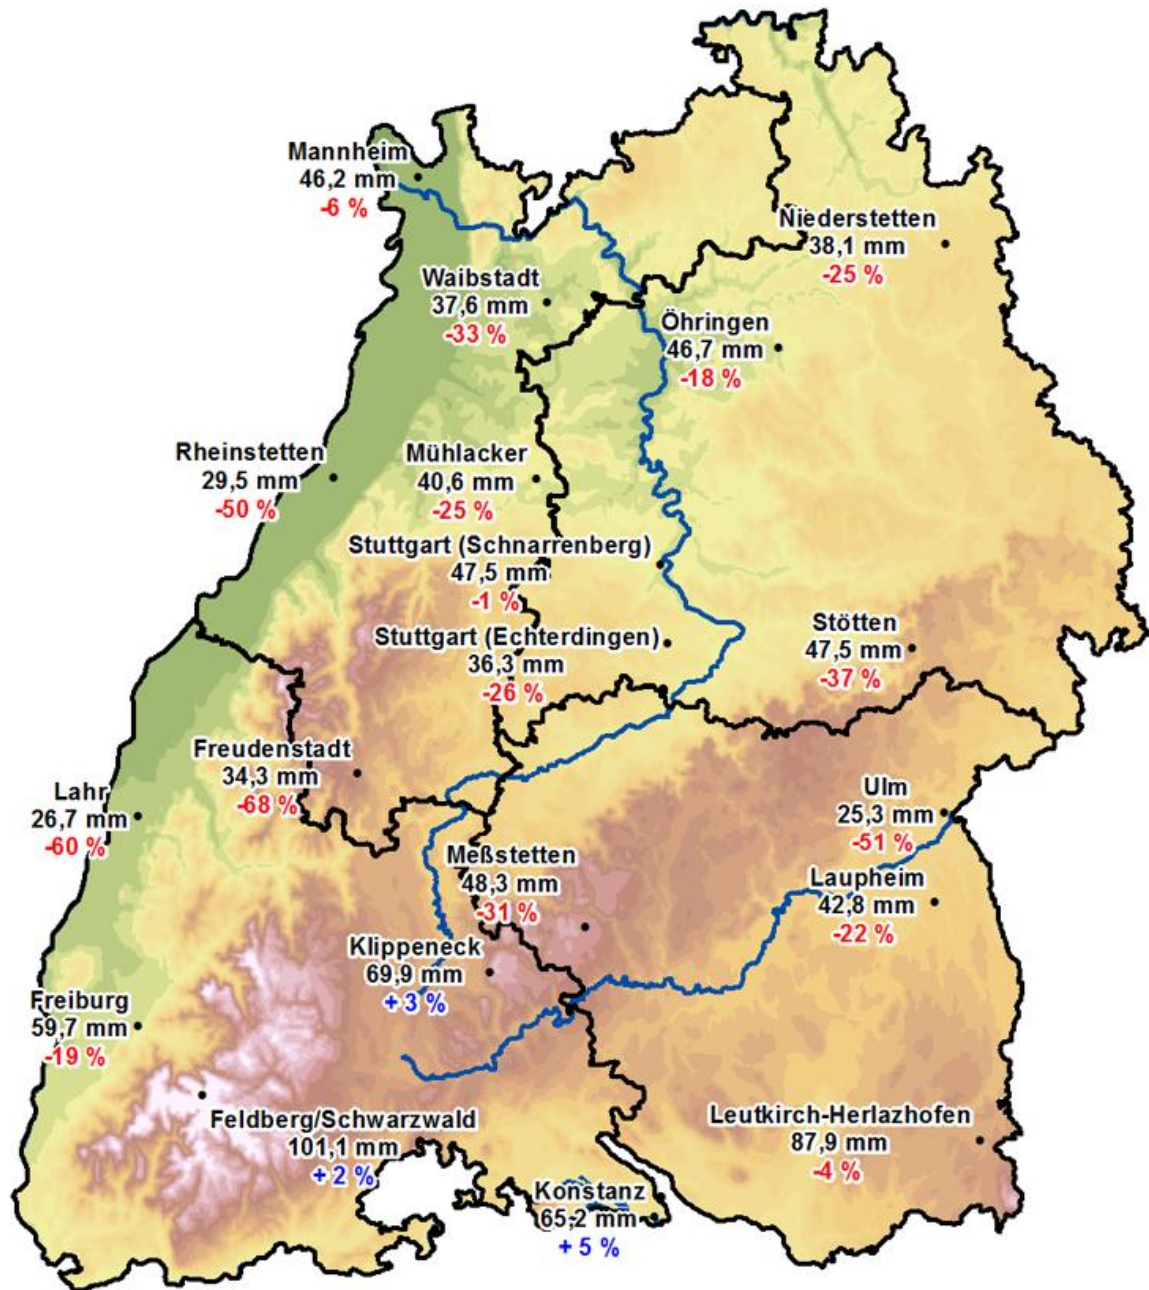 Mannheim
46,2 mm
-6 %
Niederstetten
38,1 mm
-25 %
Waibstadt
37,6 mm
-33 %
Öhringen
46,7 mm
-18 %
Rheinstetten
29,5 mm
-50 %
Mühlacker
40,6 mm
-25 %
Stuttgart (Schnarrenberg)
47,5 mm
-1 %
Stuttgart (Echterdingen)
36,3 mm
-26 %
Stötten
47,5 mm
-37 %
Freudenstadt
34,3 mm
-68 %
Lahr
26,7 mm
-60 %
Ulm
25,3 mm
-51 %
Meßstetten
48,3 mm
-31 %
Laupheim
42,8 mm
-22 %
Klippeneck
69,9 mm
+ 3 %
Freiburg
59,7 mm
-19 %
Feldberg/Schwarzwald
101,1 mm
+ 2 %
Leutkirch-Herlazhofen
87,9 mm
-4 %
Konstanz
65,2 mm
+ 5 %